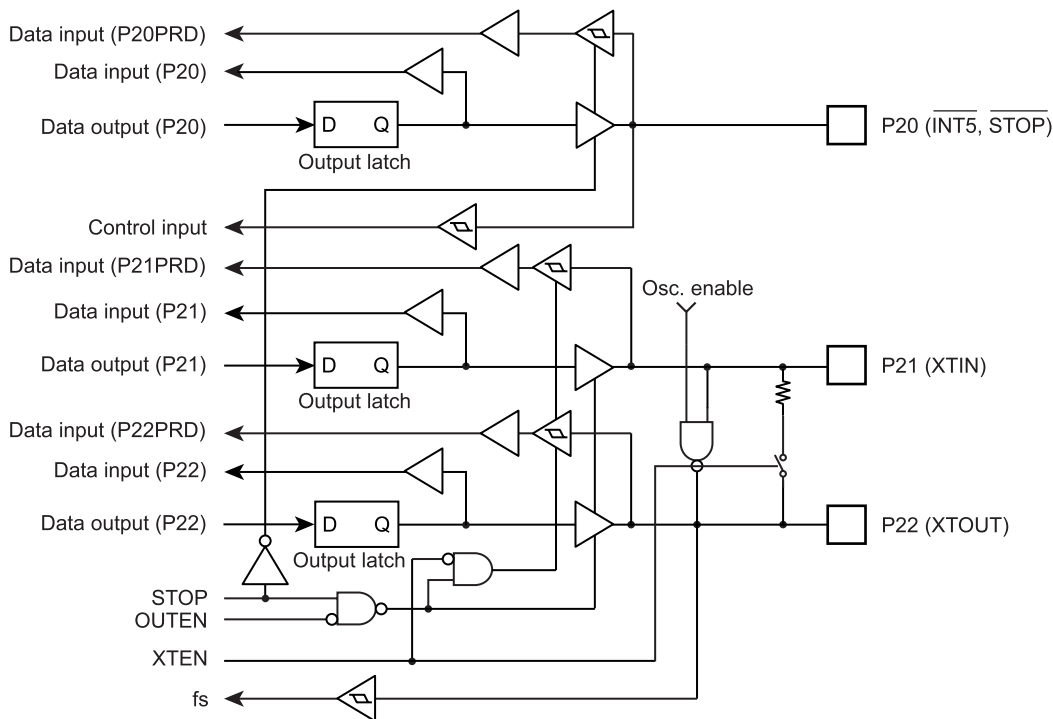 Data input (P20PRD)
Data input (P20)
Data output (P20)
D Q
Output latch
P20 (INT5, STOP)
Control input
Data input (P21PRD)
Osc. enable
Data input (P21)
Data output (P21)
D Q
Output latch
P21 (XTIN)
Data input (P22PRD)
Data input (P22)
Data output (P22)
D Q
Output latch
P22 (XTOUT)
STOP
OUTEN
XTEN
fs